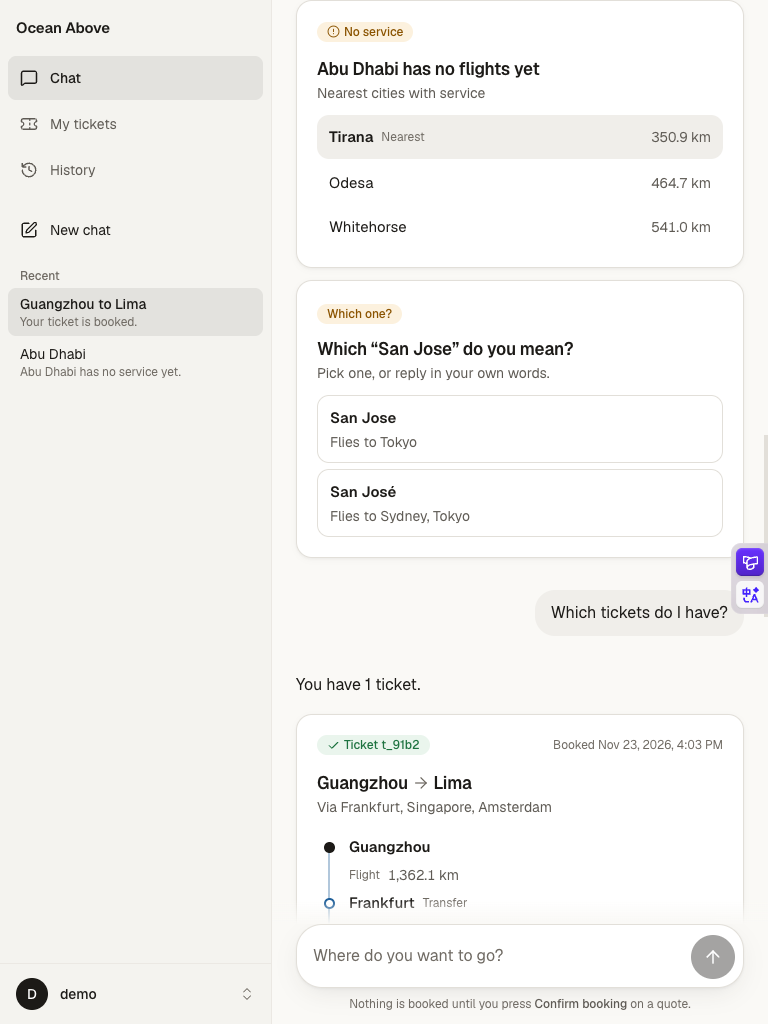 Ocean Above
Chat
My tickets
History
New chat
Recent
Guangzhou to Lima
Your ticket is booked.
Abu Dhabi
Abu Dhabi has no service yet.
D
demo
No service
Abu Dhabi has no flights yet
Nearest cities with service
Tirana Nearest 350.9 km
Odesa 464.7 km
Whitehorse 541.0 km
Which one?
Which “San Jose” do you mean?
Pick one, or reply in your own words.
San Jose
Flies to Tokyo
San José
Flies to Sydney, Tokyo
Which tickets do I have?
You have 1 ticket.
Ticket t_91b2 Booked Nov 23, 2026, 4:03 PM
Guangzhou → Lima
Via Frankfurt, Singapore, Amsterdam
Guangzhou
Flight 1,362.1 km
Frankfurt Transfer
Where do you want to go?
Nothing is booked until you press Confirm booking on a quote.